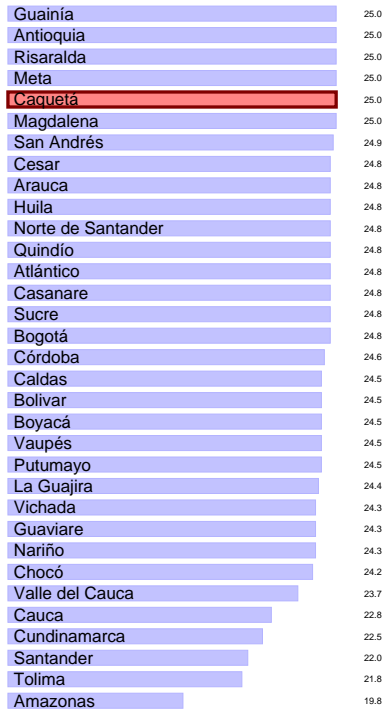 Guainía 25.0
Antioquia 25.0
Risaralda 25.0
Meta 25.0
Caquetá 25.0
Magdalena 25.0
San Andrés 24.9
Cesar 24.8
Arauca 24.8
Huila 24.8
Norte de Santander 24.8
Quindío 24.8
Atlántico 24.8
Casanare 24.8
Sucre 24.8
Bogotá 24.8
Córdoba 24.6
Caldas 24.5
Bolivar 24.5
Boyacá 24.5
Vaupés 24.5
Putumayo 24.5
La Guajira 24.4
Vichada 24.3
Guaviare 24.3
Nariño 24.3
Chocó 24.2
Valle del Cauca 23.7
Cauca 22.8
Cundinamarca 22.5
Santander 22.0
Tolima 21.8
Amazonas 19.8